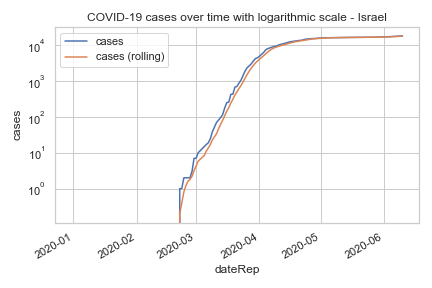 COVID-19 cases over time with logarithmic scale - Israel
cases
cases (rolling)
10⁴
10³
10²
10¹
10⁰
cases
2020-01
2020-02
2020-03
2020-04
2020-05
2020-06
dateRep